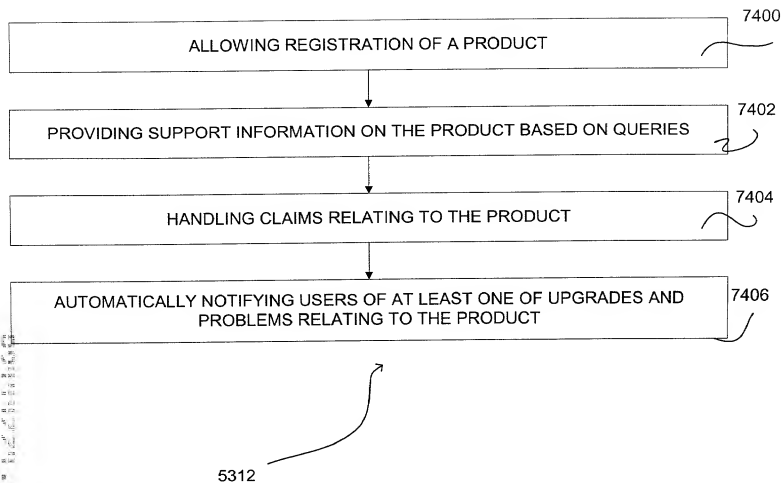 7400
ALLOWING REGISTRATION OF A PRODUCT
7402
PROVIDING SUPPORT INFORMATION ON THE PRODUCT BASED ON QUERIES
7404
HANDLING CLAIMS RELATING TO THE PRODUCT
7406
AUTOMATICALLY NOTIFYING USERS OF AT LEAST ONE OF UPGRADES AND
PROBLEMS RELATING TO THE PRODUCT
5312